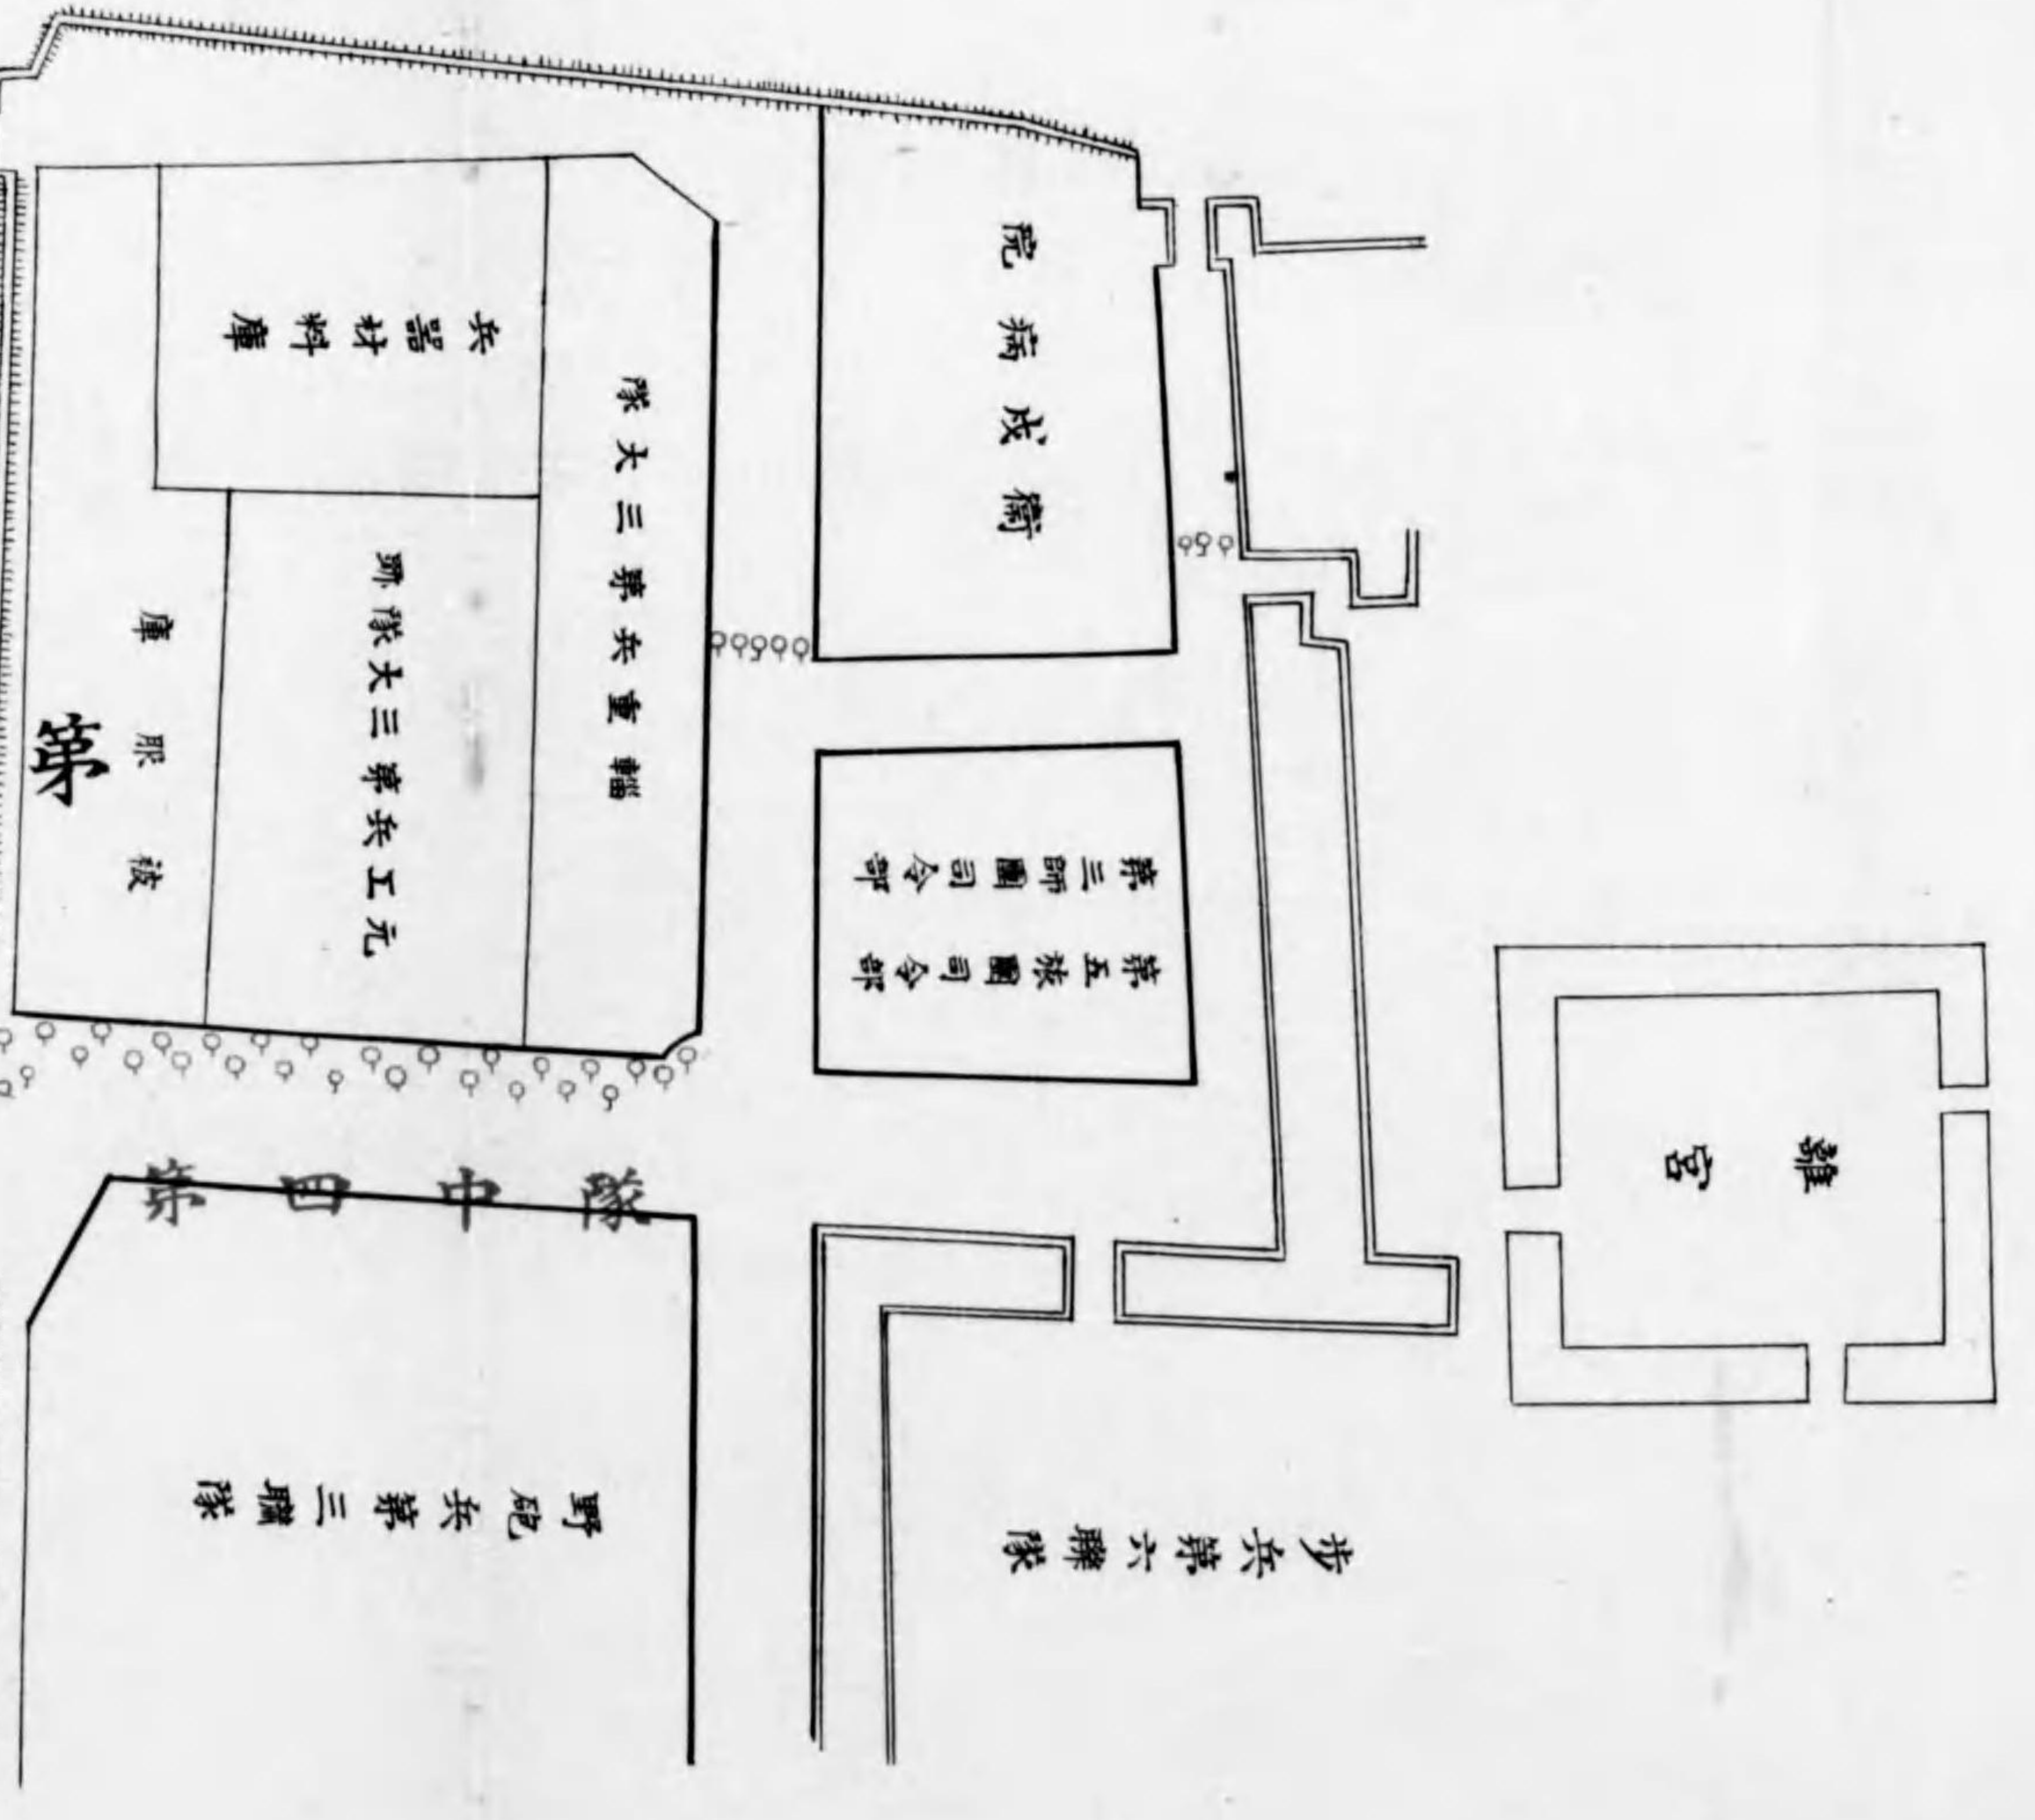 衛戍病院
兵器材料庫
輜重兵第三大隊
元工兵第三大隊跡
被服庫
第
第三師團司令部
第五旅團司令部
離宮
第四中隊
野砲兵第三聯隊
步兵第六聯隊